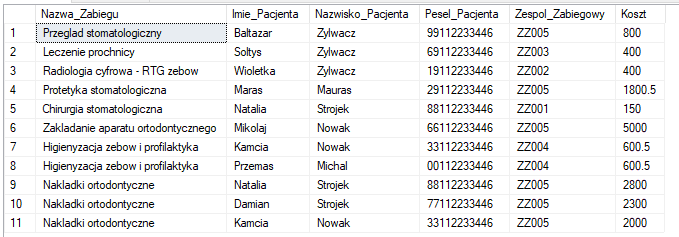 Nazwa_Zabiegu Imie_Pacjenta Nazwisko_Pacjenta Pesel_Pacjenta Zespol_Zabiegowy Koszt
1 Przeglad stomatologiczny Baltazar Zylwacz 99112233446 ZZ005 800
2 Leczenie prochnicy Soltys Zylwacz 69112233446 ZZ003 400
3 Radiologia cyfrowa - RTG zebow Wioletka Zylwacz 19112233446 ZZ002 400
4 Protetyka stomatologiczna Maras Mauras 29112233446 ZZ005 1800.5
5 Chirurgia stomatologiczna Natalia Strojek 88112233446 ZZ001 150
6 Zakladanie aparatu ortodontycznego Mikolaj Nowak 66112233446 ZZ005 5000
7 Higienyzacja zebow i profilaktyka Kamcia Nowak 33112233446 ZZ004 600.5
8 Higienyzacja zebow i profilaktyka Przemas Michal 00112233446 ZZ004 600.5
9 Nakladki ortodontyczne Natalia Strojek 88112233446 ZZ005 2800
10 Nakladki ortodontyczne Damian Strojek 77112233446 ZZ005 2300
11 Nakladki ortodontyczne Kamcia Nowak 33112233446 ZZ005 2000